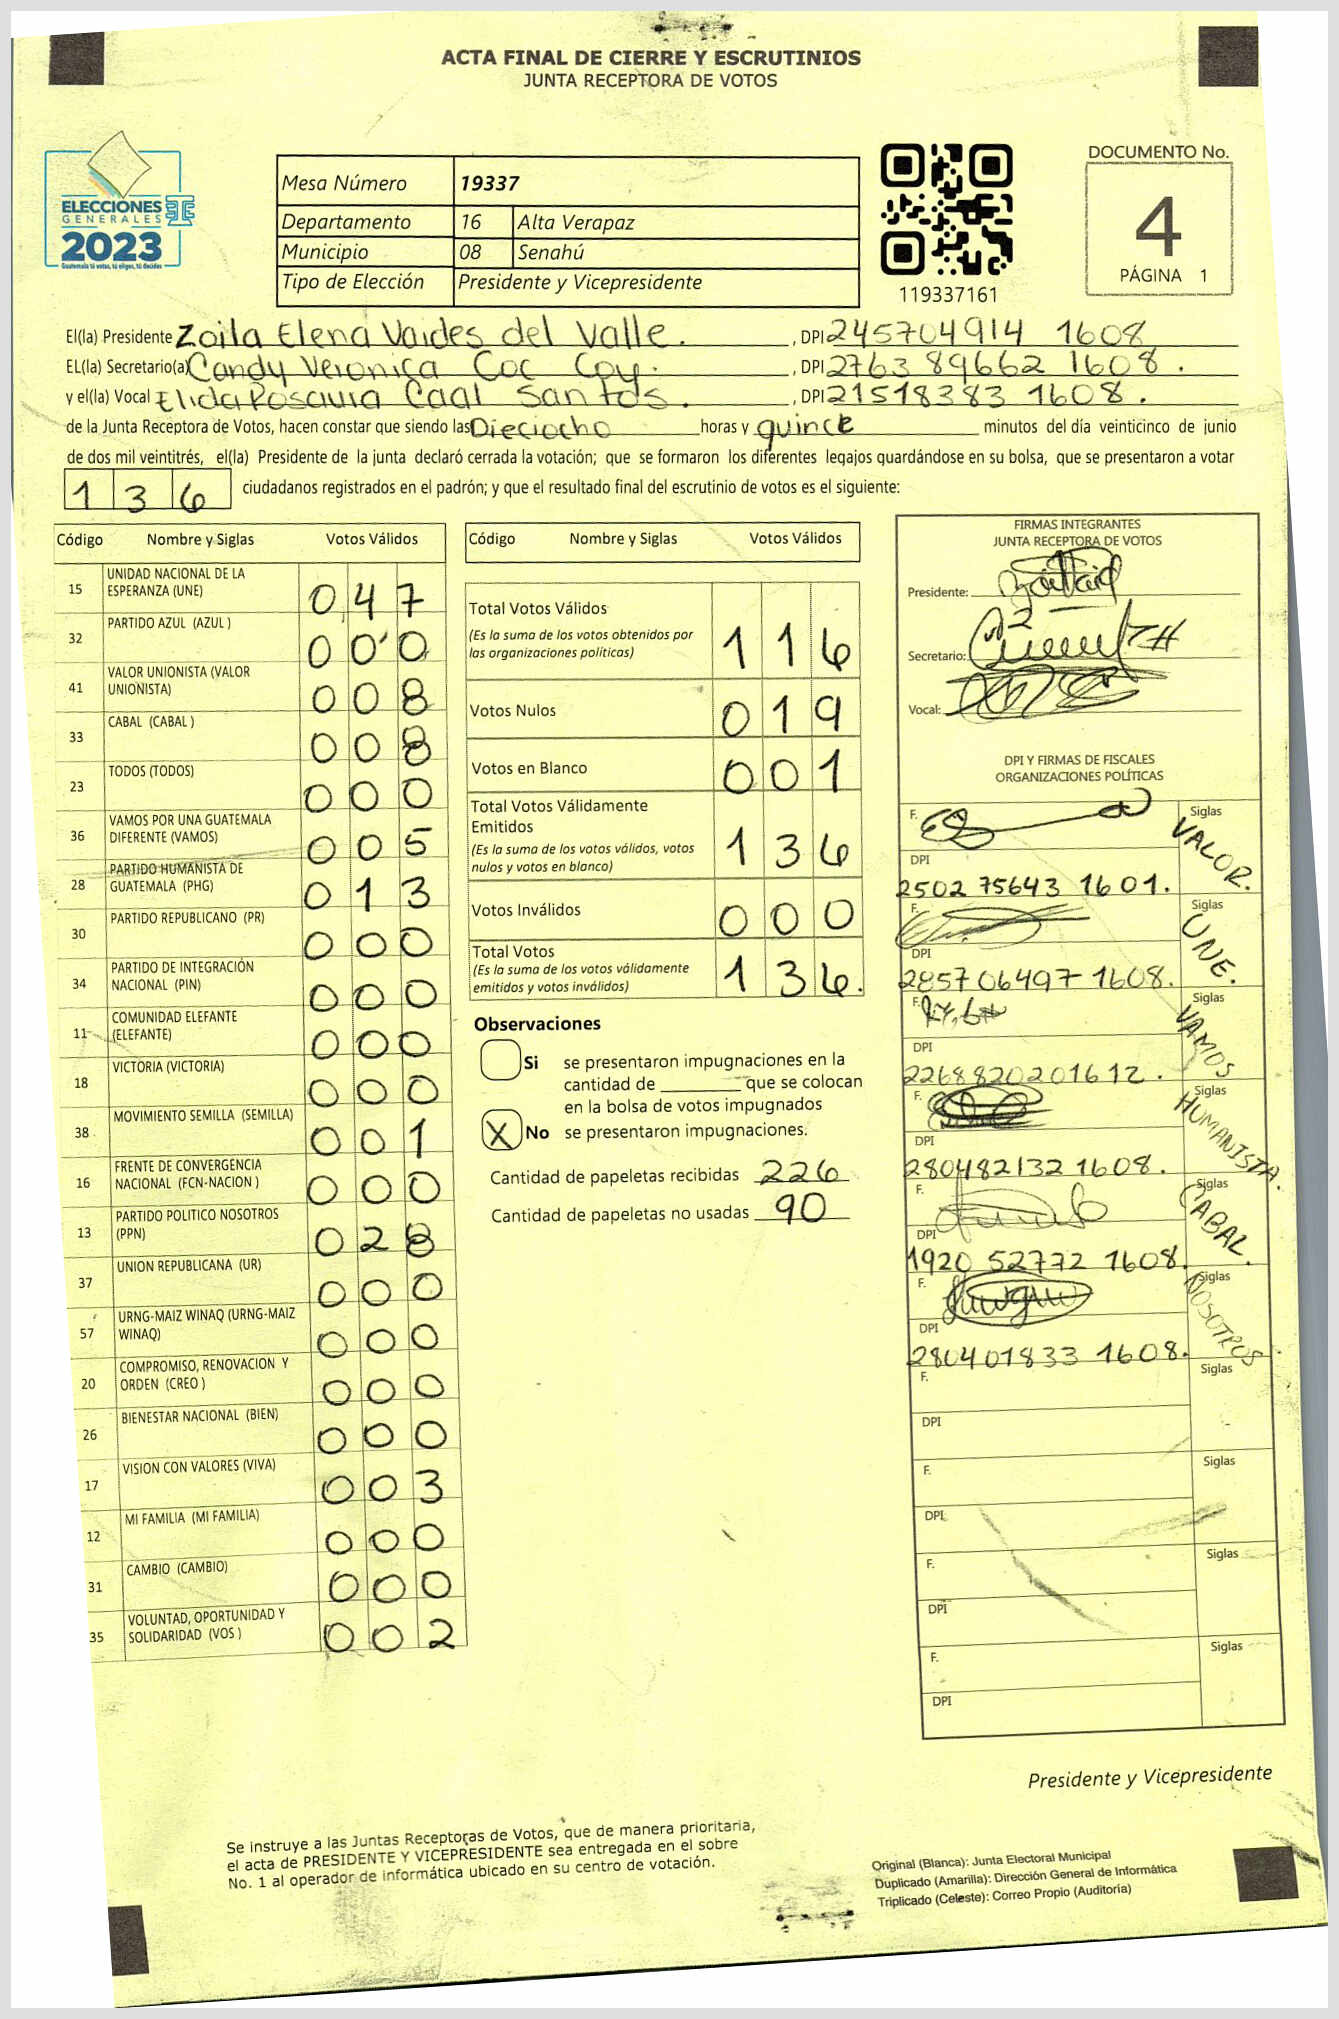 ACTA FINAL DE CIERRE Y ESCRUTINIOS
JUNTA RECEPTORA DE VOTOS
ELECCIONES
GENERALES
2023
Guatemala tú votas, tú eliges, tú decides
Mesa Número 19337
Departamento 16 Alta Verapaz
Municipio 08 Senahú
Tipo de Elección Presidente y Vicepresidente
119337161
DOCUMENTO No.
4
PÁGINA 1
El(la) Presidente Zoila Elena Valdes del Valle. , DPI 245704914 1608
EL(la) Secretario(a) Candy Veronica Coc Coy. , DPI 2763 89662 1608.
y el(la) Vocal Elida Rosaura Caal Santos. , DPI 21518383 1608.
de la Junta Receptora de Votos, hacen constar que siendo las Dieciocho horas y quince minutos del día veinticinco de junio
de dos mil veintitrés, el(la) Presidente de la junta declaró cerrada la votación; que se formaron los diferentes legajos guardándose en su bolsa, que se presentaron a votar
136 ciudadanos registrados en el padrón; y que el resultado final del escrutinio de votos es el siguiente:
Código Nombre y Siglas Votos Válidos
15 UNIDAD NACIONAL DE LA ESPERANZA (UNE) 047
32 PARTIDO AZUL (AZUL ) 000
41 VALOR UNIONISTA (VALOR UNIONISTA) 008
33 CABAL (CABAL ) 008
23 TODOS (TODOS) 000
36 VAMOS POR UNA GUATEMALA DIFERENTE (VAMOS) 005
28 PARTIDO HUMANISTA DE GUATEMALA (PHG) 013
30 PARTIDO REPUBLICANO (PR) 000
34 PARTIDO DE INTEGRACIÓN NACIONAL (PIN) 000
11 COMUNIDAD ELEFANTE (ELEFANTE) 000
18 VICTORIA (VICTORIA) 000
38 MOVIMIENTO SEMILLA (SEMILLA) 001
16 FRENTE DE CONVERGENCIA NACIONAL (FCN-NACION ) 000
13 PARTIDO POLITICO NOSOTROS (PPN) 028
37 UNION REPUBLICANA (UR) 000
57 URNG-MAIZ WINAQ (URNG-MAIZ WINAQ) 000
20 COMPROMISO, RENOVACION Y ORDEN (CREO ) 000
26 BIENESTAR NACIONAL (BIEN) 000
17 VISION CON VALORES (VIVA) 003
12 MI FAMILIA (MI FAMILIA) 000
31 CAMBIO (CAMBIO) 000
35 VOLUNTAD, OPORTUNIDAD Y SOLIDARIDAD (VOS ) 002
Código Nombre y Siglas Votos Válidos
Total Votos Válidos 116
(Es la suma de los votos obtenidos por
las organizaciones políticas)
Votos Nulos 019
Votos en Blanco 001
Total Votos Válidamente
Emitidos 136
(Es la suma de los votos válidos, votos
nulos y votos en blanco)
Votos Inválidos 000
Total Votos 136.
(Es la suma de los votos válidamente
emitidos y votos inválidos)
Observaciones
Si se presentaron impugnaciones en la
cantidad de ________ que se colocan
en la bolsa de votos impugnados
X No se presentaron impugnaciones.
Cantidad de papeletas recibidas 226
Cantidad de papeletas no usadas 90
FIRMAS INTEGRANTES
JUNTA RECEPTORA DE VOTOS
Presidente:
Secretario:
Vocal:
DPI Y FIRMAS DE FISCALES
ORGANIZACIONES POLÍTICAS
F. Siglas VALOR.
DPI
2502 75643 1601.
F. Siglas UNE.
DPI
285706497 1608.
F. Siglas VAMOS
DPI
2268820201612.
F. Siglas HUMANISTA.
DPI
280482132 1608.
F. Siglas CABAL.
DPI
1920 52772 1608.
F. Siglas NOSOTROS
DPI
280401833 1608.
F. Siglas
DPI
F. Siglas
DPI
F. Siglas
DPI
F. Siglas
DPI
Presidente y Vicepresidente
Se instruye a las Juntas Receptoras de Votos, que de manera prioritaria,
el acta de PRESIDENTE Y VICEPRESIDENTE sea entregada en el sobre
No. 1 al operador de informática ubicado en su centro de votación.
Original (Blanca): Junta Electoral Municipal
Duplicado (Amarilla): Dirección General de Informática
Triplicado (Celeste): Correo Propio (Auditoría)